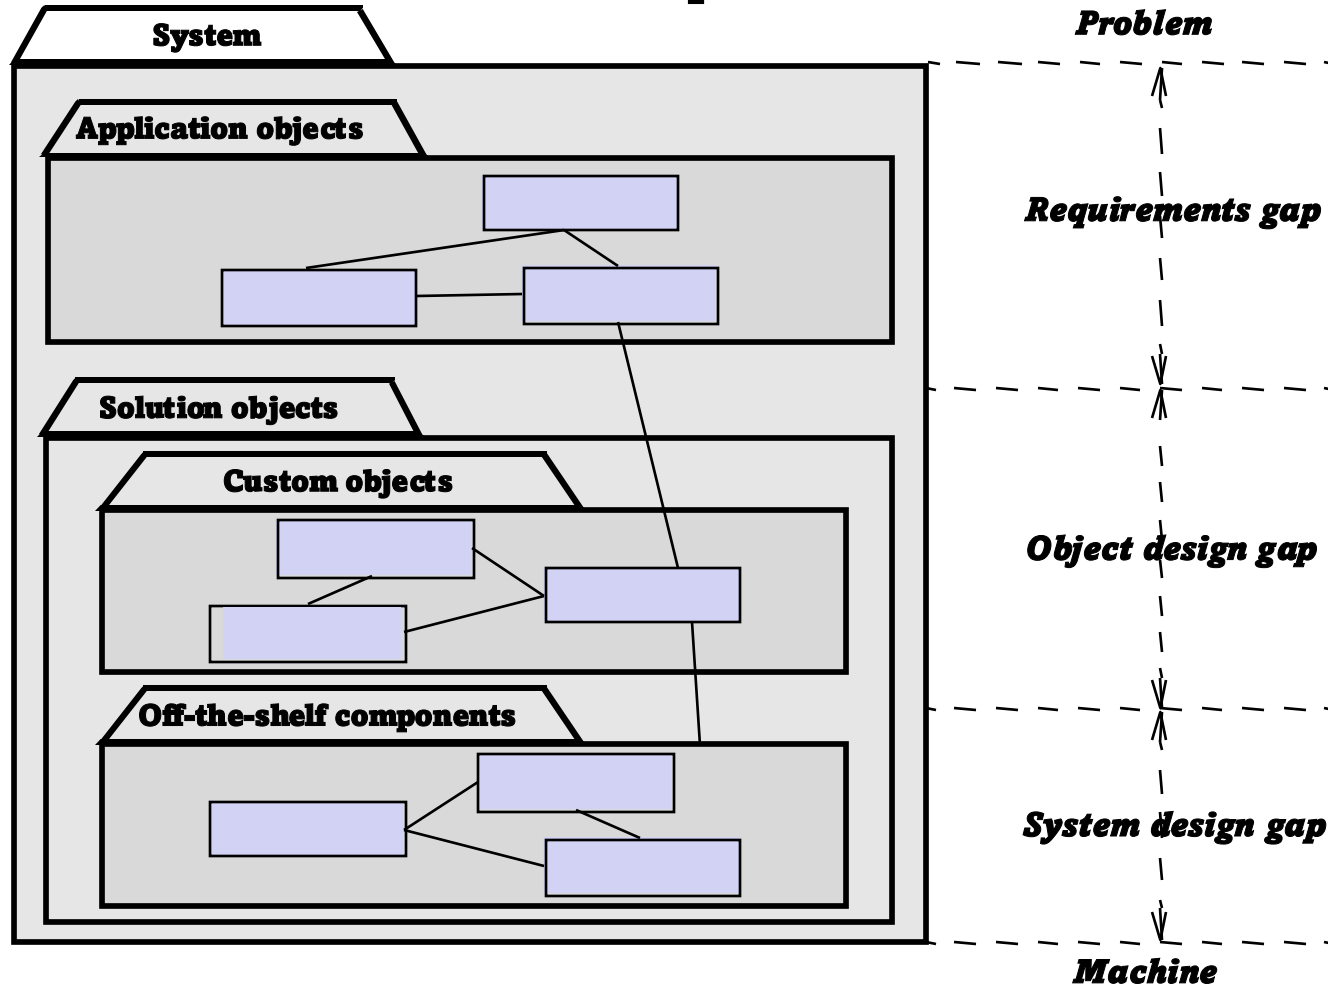 System
Problem
Application objects
Requirements gap
Solution objects
Custom objects
Object design gap
Off-the-shelf components
System design gap
Machine